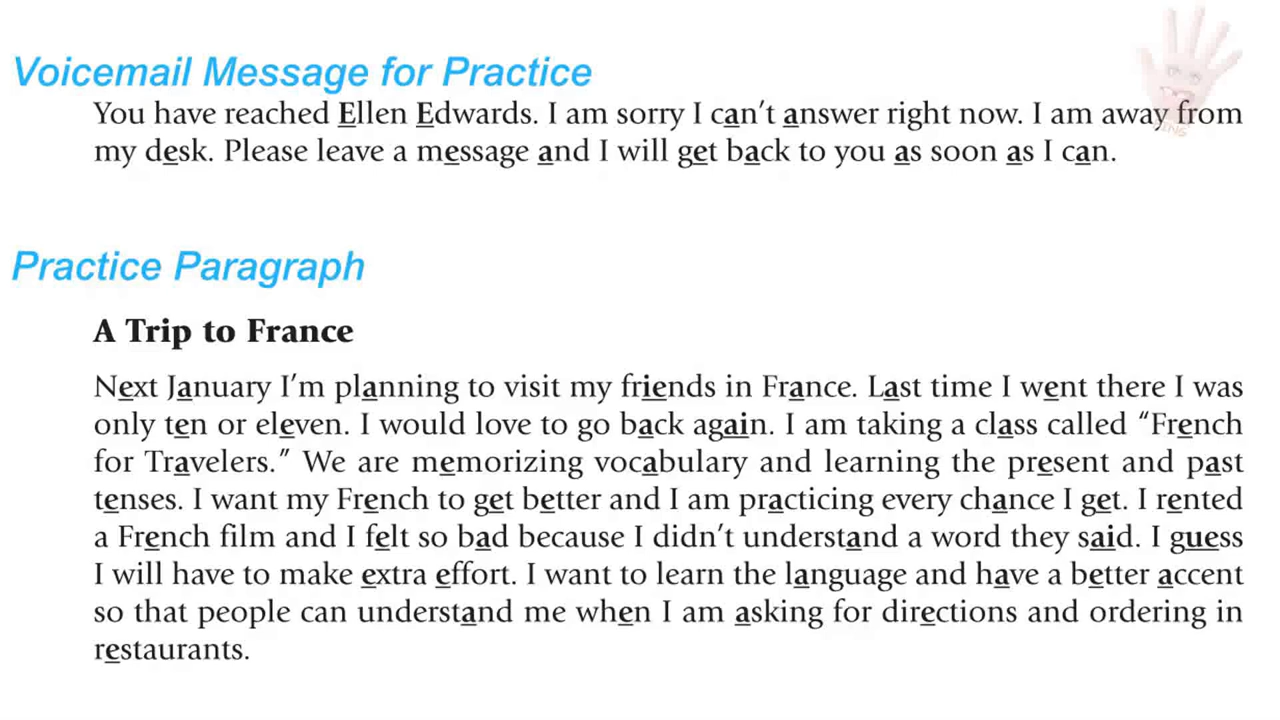 Voicemail Message for Practice
You have reached Ellen Edwards. I am sorry I can't answer right now. I am away from
my desk. Please leave a message and I will get back to you as soon as I can.
Practice Paragraph
A Trip to France
Next January I'm planning to visit my friends in France. Last time I went there I was
only ten or eleven. I would love to go back again. I am taking a class called “French
for Travelers.” We are memorizing vocabulary and learning the present and past
tenses. I want my French to get better and I am practicing every chance I get. I rented
a French film and I felt so bad because I didn't understand a word they said. I guess
I will have to make extra effort. I want to learn the language and have a better accent
so that people can understand me when I am asking for directions and ordering in
restaurants.